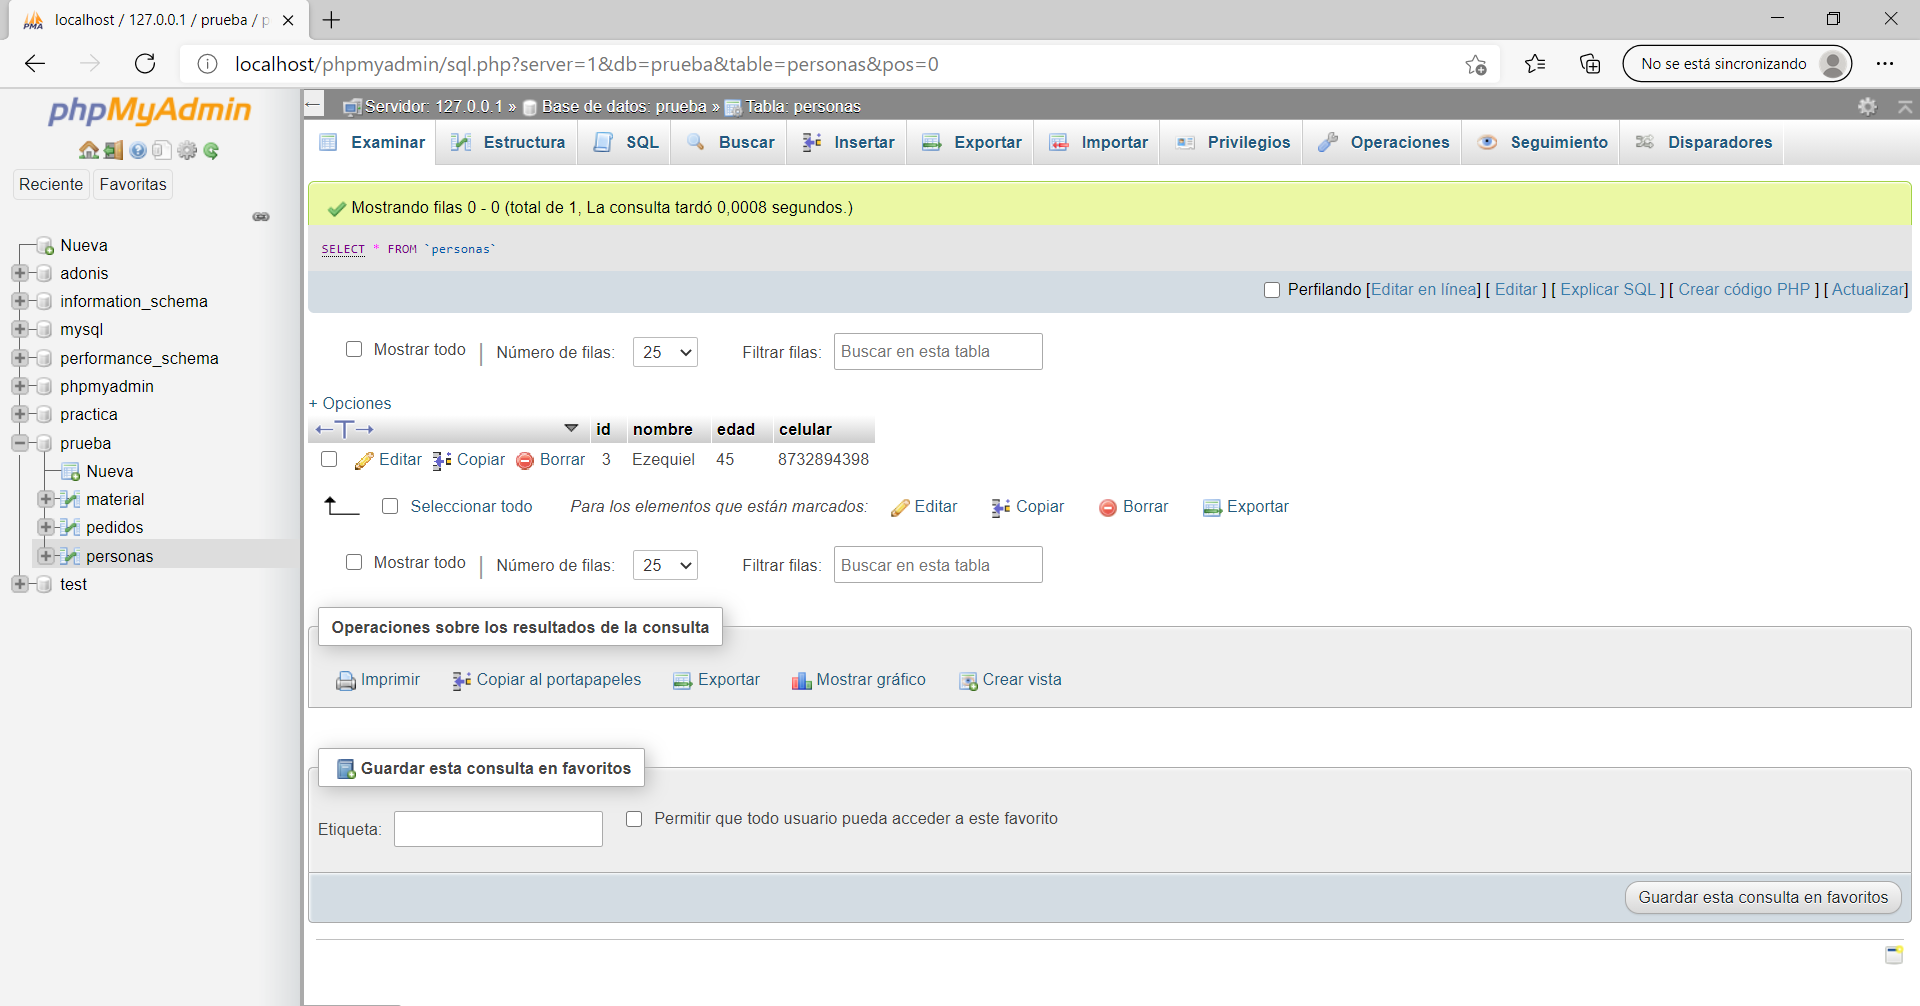 localhost / 127.0.0.1 / prueba / p
localhost/phpmyadmin/sql.php?server=1&db=prueba&table=personas&pos=0
No se está sincronizando
phpMyAdmin
Reciente
Favoritas
Nueva
adonis
information_schema
mysql
performance_schema
phpmyadmin
practica
prueba
Nueva
material
pedidos
personas
test
Servidor: 127.0.0.1 » Base de datos: prueba » Tabla: personas
Examinar Estructura SQL Buscar Insertar Exportar Importar Privilegios Operaciones Seguimiento Disparadores
Mostrando filas 0 - 0 (total de 1, La consulta tardó 0,0008 segundos.)
SELECT * FROM `personas`
Perfilando [Editar en línea] [ Editar ] [ Explicar SQL ] [ Crear código PHP ] [ Actualizar]
Mostrar todo | Número de filas: 25 Filtrar filas: Buscar en esta tabla
+ Opciones
←T→ id nombre edad celular
Editar Copiar Borrar 3 Ezequiel 45 8732894398
Seleccionar todo Para los elementos que están marcados: Editar Copiar Borrar Exportar
Mostrar todo | Número de filas: 25 Filtrar filas: Buscar en esta tabla
Operaciones sobre los resultados de la consulta
Imprimir Copiar al portapapeles Exportar Mostrar gráfico Crear vista
Guardar esta consulta en favoritos
Etiqueta: Permitir que todo usuario pueda acceder a este favorito
Guardar esta consulta en favoritos